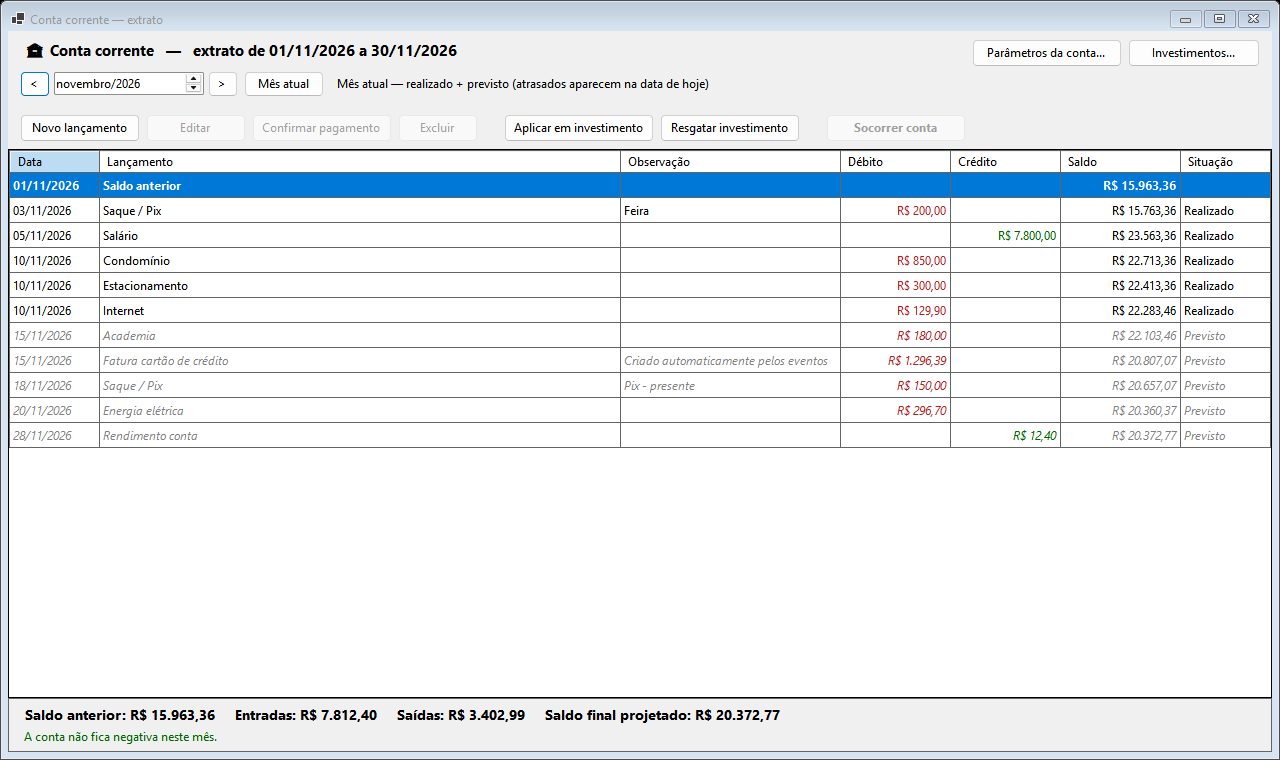 Conta corrente — extrato
Conta corrente — extrato de 01/11/2026 a 30/11/2026
Parâmetros da conta... Investimentos...
< novembro/2026 > Mês atual Mês atual — realizado + previsto (atrasados aparecem na data de hoje)
Novo lançamento Editar Confirmar pagamento Excluir Aplicar em investimento Resgatar investimento Socorrer conta
Data Lançamento Observação Débito Crédito Saldo Situação
01/11/2026 Saldo anterior R$ 15.963,36
03/11/2026 Saque / Pix Feira R$ 200,00 R$ 15.763,36 Realizado
05/11/2026 Salário R$ 7.800,00 R$ 23.563,36 Realizado
10/11/2026 Condomínio R$ 850,00 R$ 22.713,36 Realizado
10/11/2026 Estacionamento R$ 300,00 R$ 22.413,36 Realizado
10/11/2026 Internet R$ 129,90 R$ 22.283,46 Realizado
15/11/2026 Academia R$ 180,00 R$ 22.103,46 Previsto
15/11/2026 Fatura cartão de crédito Criado automaticamente pelos eventos R$ 1.296,39 R$ 20.807,07 Previsto
18/11/2026 Saque / Pix Pix - presente R$ 150,00 R$ 20.657,07 Previsto
20/11/2026 Energia elétrica R$ 296,70 R$ 20.360,37 Previsto
28/11/2026 Rendimento conta R$ 12,40 R$ 20.372,77 Previsto
Saldo anterior: R$ 15.963,36 Entradas: R$ 7.812,40 Saídas: R$ 3.402,99 Saldo final projetado: R$ 20.372,77
A conta não fica negativa neste mês.